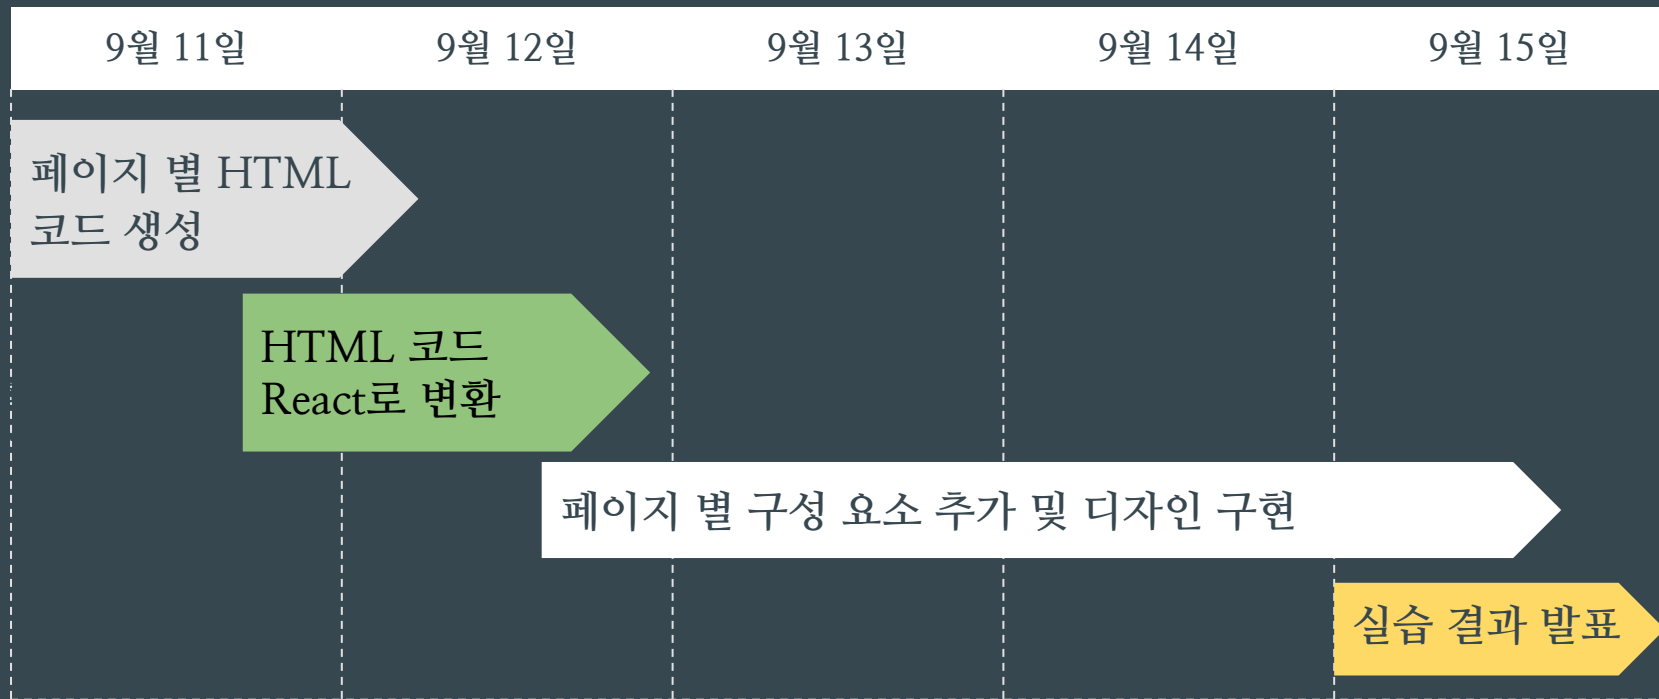 9월 11일
9월 12일
9월 13일
9월 14일
9월 15일
페이지 별 HTML
코드 생성
HTML 코드
React로 변환
페이지 별 구성 요소 추가 및 디자인 구현
실습 결과 발표